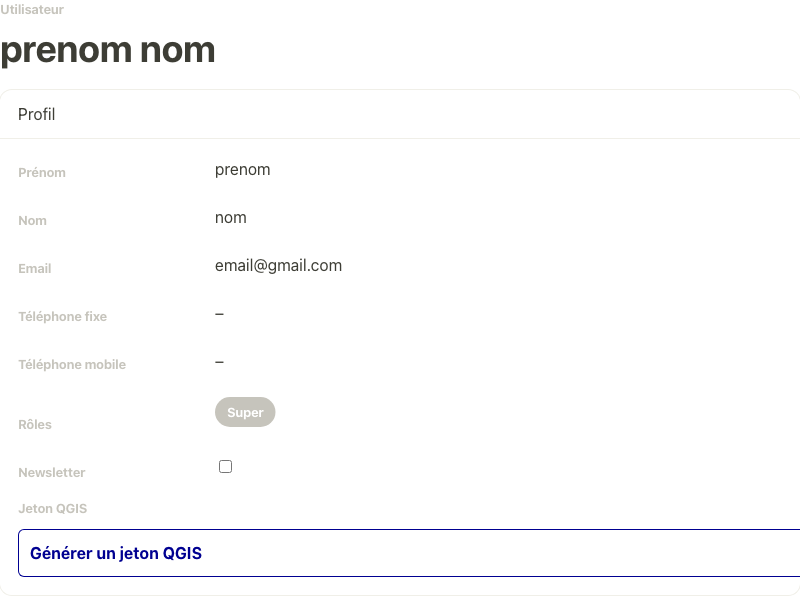 Utilisateur
prenom nom
Profil
Prénom prenom
Nom nom
Email email@gmail.com
Téléphone fixe –
Téléphone mobile –
Rôles Super
Newsletter
Jeton QGIS
Générer un jeton QGIS